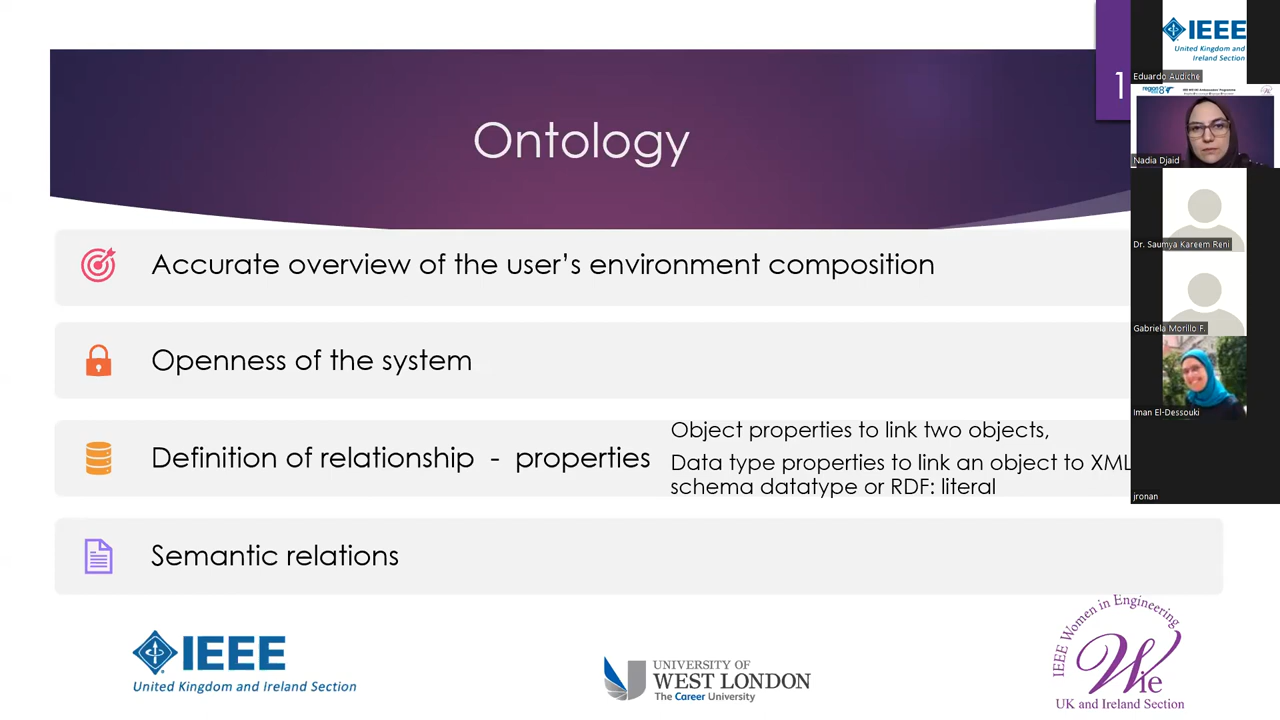 Ontology
1
Accurate overview of the user's environment composition
Openness of the system
Definition of relationship - properties
Object properties to link two objects,
Data type properties to link an object to XML
schema datatype or RDF: literal
Semantic relations
IEEE
United Kingdom and Ireland Section
UNIVERSITY OF
WEST LONDON
The Career University
IEEE Women in Engineering
Wie
UK and Ireland Section
IEEE
United Kingdom and
Ireland Section
Eduardo Audiche
region 8
Nadia Djaid
Dr. Saumya Kareem Reni
Gabriela Morillo F.
Iman El-Dessouki
jronan